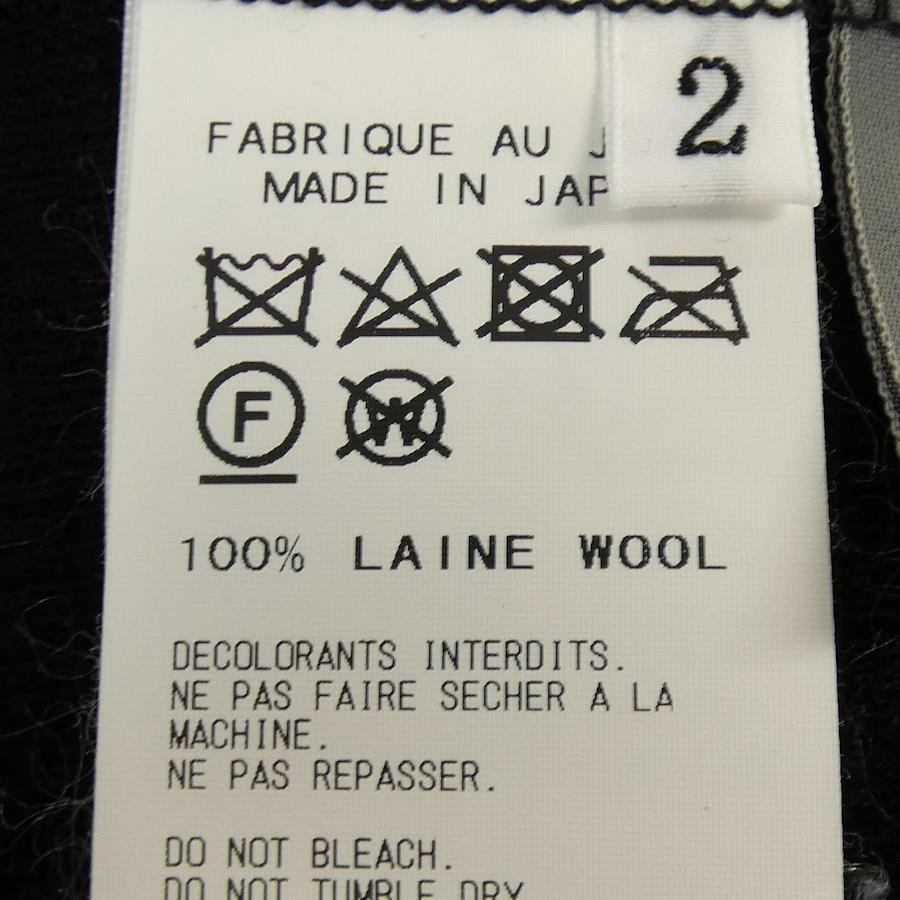 2
FABRIQUE AU
MADE IN
F
W
100% LAINE WOOL
DECOLORANTS INTERDITS.
NE PAS FAIRE SECHER A LA
MACHINE.
NE PAS REPASSER.
DO NOT BLEACH.
DO NOT TUMBLE DRY